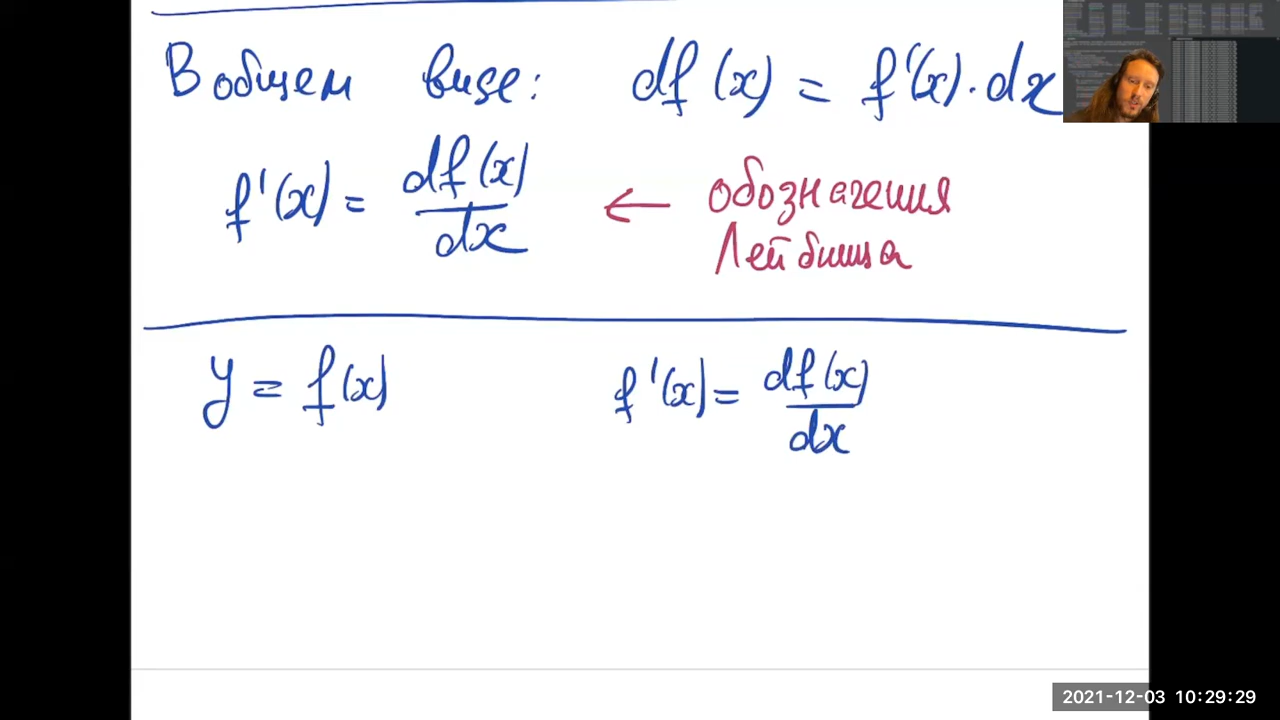 В общем виде: df(x) = f'(x)·dx
f'(x) = df(x)/dx ← обозначения
Лейбница
y = f(x) f'(x) = df(x)/dx
2021-12-03 10:29:29